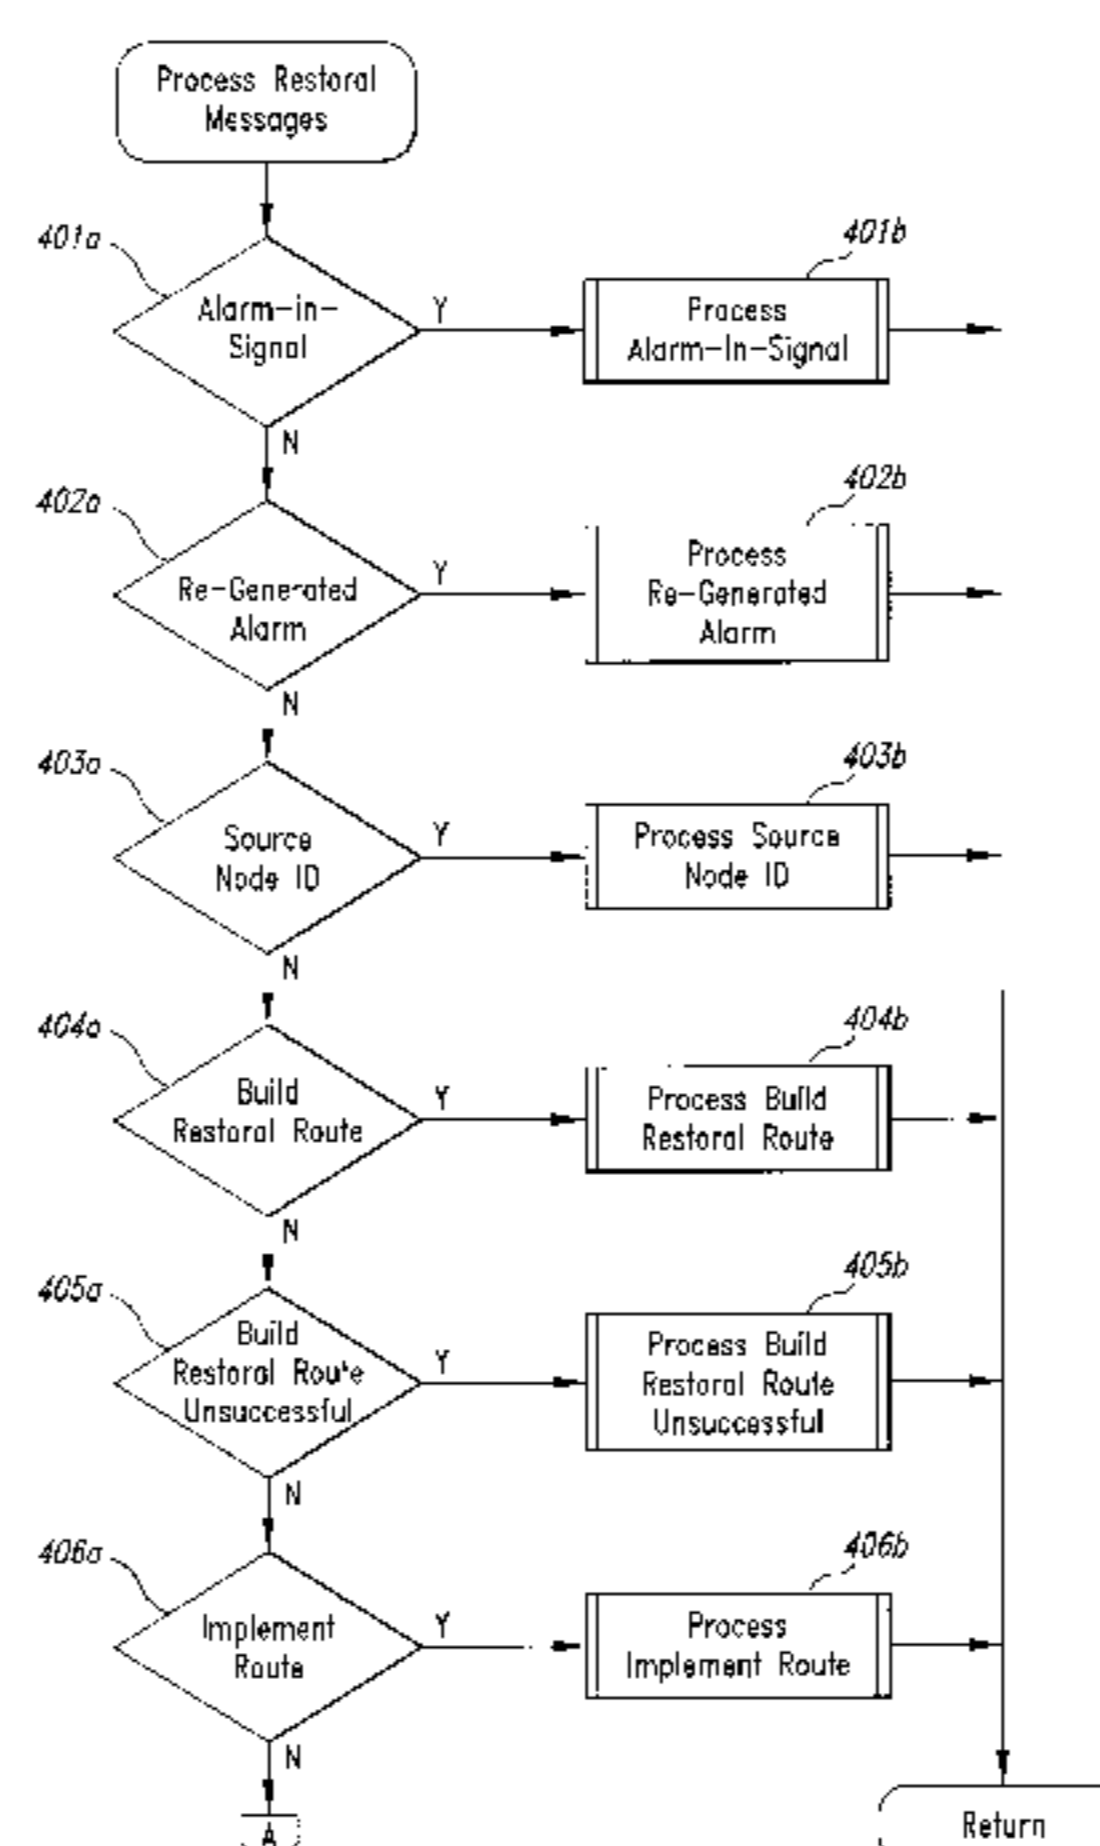 Process Restoral
Messages
401a
Alarm-in-
Signal
Y
N
401b
Process
Alarm-In-Signal
402a
Re-Generated
Alarm
Y
N
402b
Process
Re-Generated
Alarm
403a
Source
Node ID
Y
N
403b
Process Source
Node ID
404a
Build
Restoral Route
Y
N
404b
Process Build
Restoral Route
405a
Build
Restoral Route
Unsuccessful
Y
N
405b
Process Build
Restoral Route
Unsuccessful
406a
Implement
Route
Y
N
406b
Process
Implement Route
A
Return